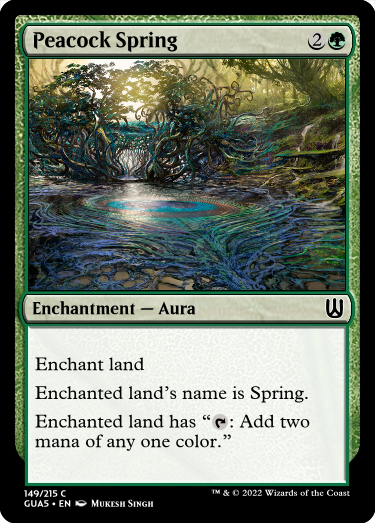 Peacock Spring 2
Enchantment — Aura
Enchant land
Enchanted land's name is Spring.
Enchanted land has “: Add two
mana of any one color.”
149/215 C
GUA5 • EN Mukesh Singh
™ & © 2022 Wizards of the Coast